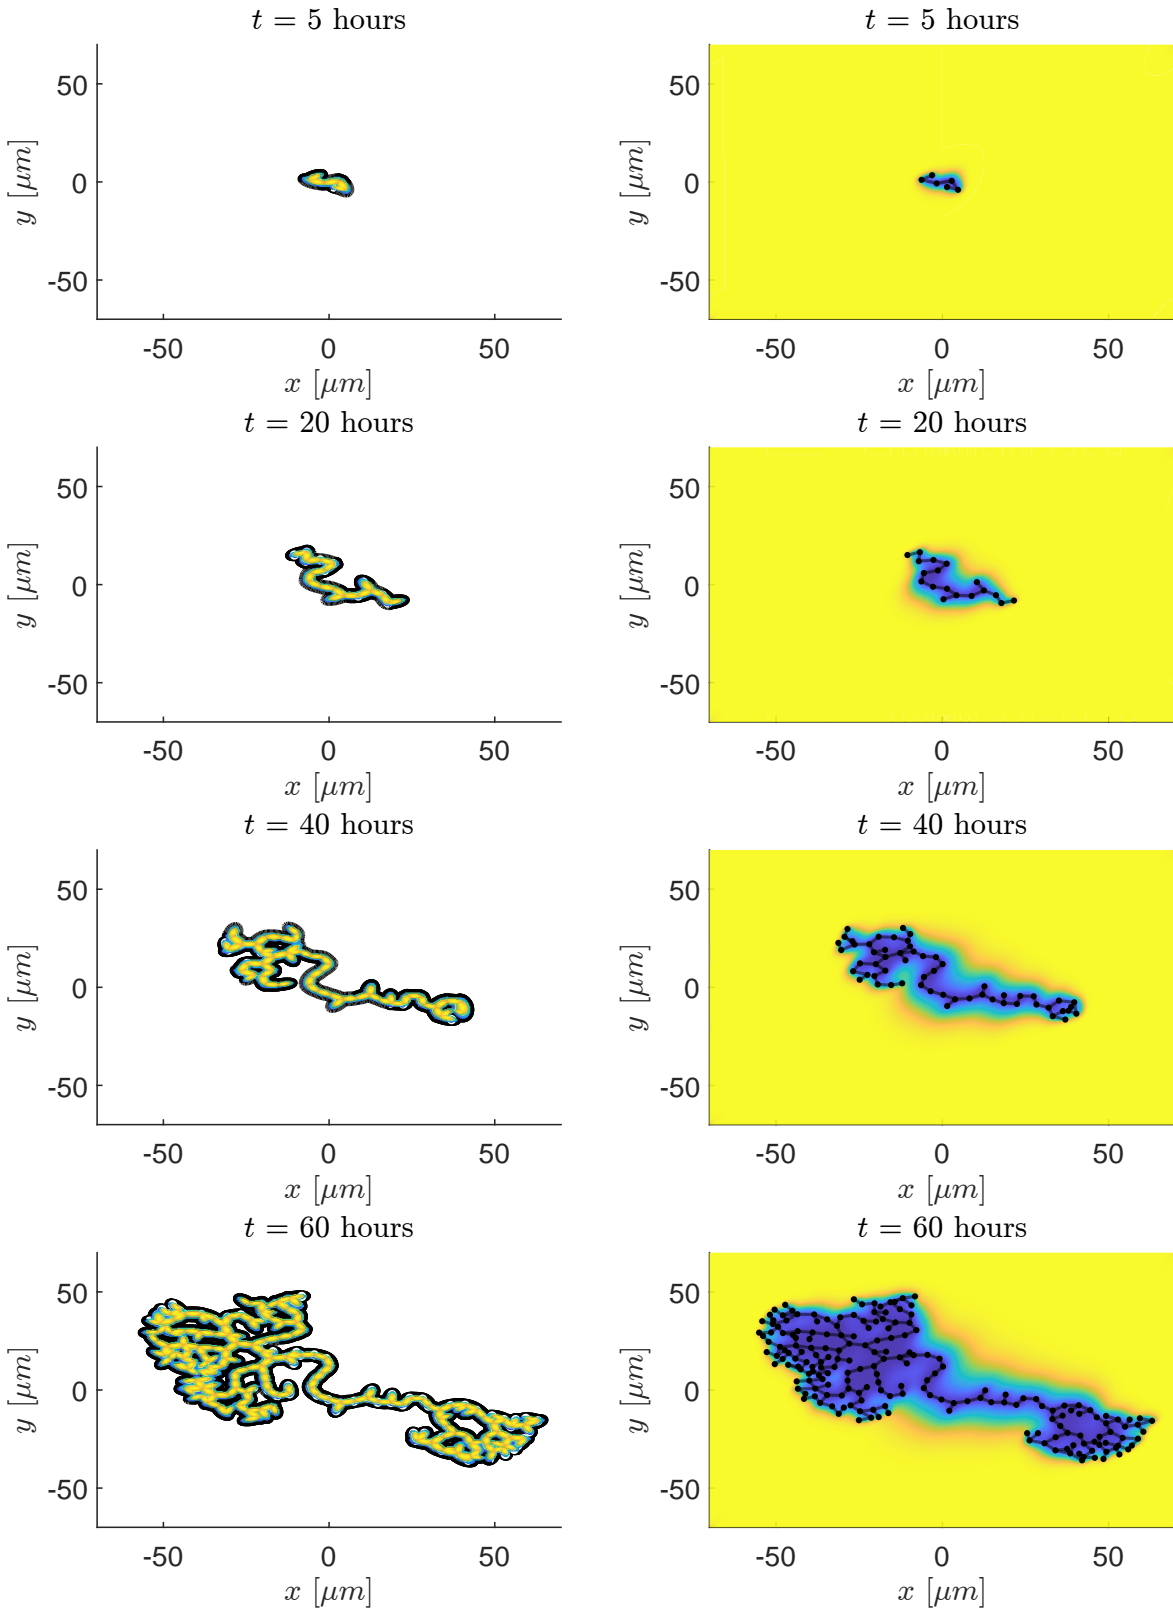 t = 5 hours
50
0
-50
y [μm]
-50 0 50
x [μm]
t = 5 hours
50
0
-50
y [μm]
-50 0 50
x [μm]
t = 20 hours
50
0
-50
y [μm]
-50 0 50
x [μm]
t = 20 hours
50
0
-50
y [μm]
-50 0 50
x [μm]
t = 40 hours
50
0
-50
y [μm]
-50 0 50
x [μm]
t = 40 hours
50
0
-50
y [μm]
-50 0 50
x [μm]
t = 60 hours
50
0
-50
y [μm]
-50 0 50
x [μm]
t = 60 hours
50
0
-50
y [μm]
-50 0 50
x [μm]